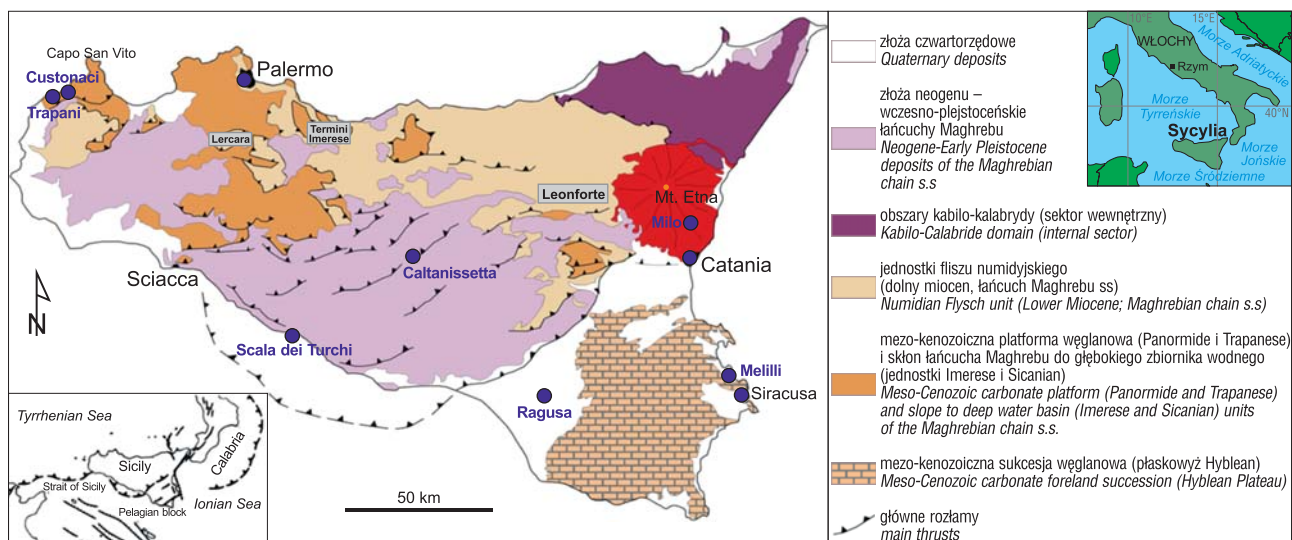 Capo San Vito
Custonaci
Trapani
Palermo
Lercara
Termini
Imerese
Leonforte
Mt. Etna
Milo
Catania
Caltanissetta
Sciacca
Scala dei Turchi
Melilli
Siracusa
Ragusa
N
50 km
Tyrrhenian Sea
Sicily
Calabria
Strait of Sicily
Ionian Sea
Pelagian block
złoża czwartorzędowe
Quaternary deposits
złoża neogenu –
wczesno-plejstoceńskie
łańcuchy Maghrebu
Neogene-Early Pleistocene
deposits of the Maghrebian
chain s.s
obszary kabilo-kalabrydy (sektor wewnętrzny)
Kabilo-Calabride domain (internal sector)
jednostki fliszu numidyjskiego
(dolny miocen, łańcuch Maghrebu ss)
Numidian Flysch unit (Lower Miocene; Maghrebian chain s.s)
mezo-kenozoiczna platforma węglanowa (Panormide i Trapanese)
i skłon łańcucha Maghrebu do głębokiego zbiornika wodnego
(jednostki Imerese i Sicanian)
Meso-Cenozoic carbonate platform (Panormide and Trapanese)
and slope to deep water basin (Imerese and Sicanian) units
of the Maghrebian chain s.s.
mezo-kenozoiczna sukcesja węglanowa (płaskowyż Hyblean)
Meso-Cenozoic carbonate foreland succession (Hyblean Plateau)
główne rozłamy
main thrusts
10°E
15°E
WŁOCHY
Morze Adriatyckie
Rzym
Morze
Tyrreńskie
40°N
Sycylia
Morze
Jońskie
Morze Śródziemne